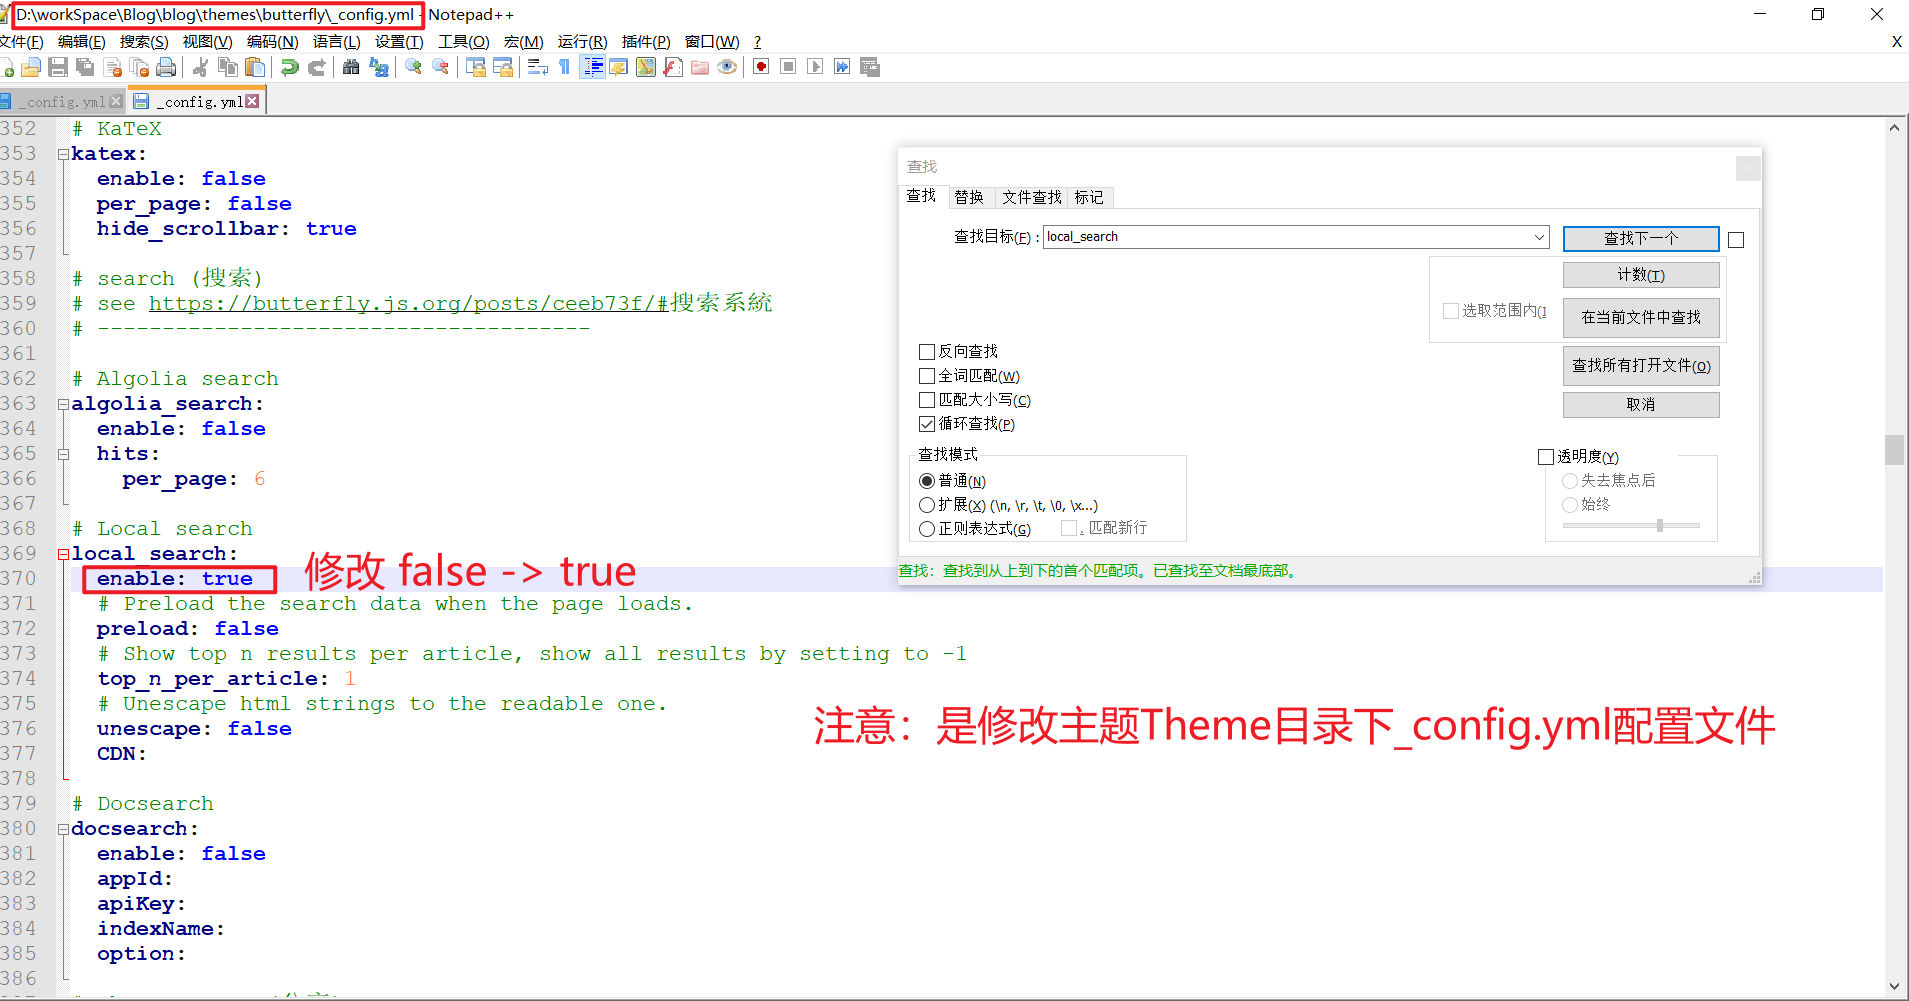 D:\workSpace\Blog\blog\themes\butterfly\_config.yml - Notepad++
文件(F) 编辑(E) 搜索(S) 视图(V) 编码(N) 语言(L) 设置(T) 工具(O) 宏(M) 运行(R) 插件(P) 窗口(W) ? X
_config.yml _config.yml
352 # KaTeX
353 katex:
354 enable: false
355 per_page: false
356 hide_scrollbar: true
357
358 # search (搜索)
359 # see https://butterfly.js.org/posts/ceeb73f/#搜索系統
360 # --------------------------------------
361
362 # Algolia search
363 algolia_search:
364 enable: false
365 hits:
366 per_page: 6
367
368 # Local search
369 local_search:
370 enable: true
修改 false -> true
371 # Preload the search data when the page loads.
372 preload: false
373 # Show top n results per article, show all results by setting to -1
374 top_n_per_article: 1
375 # Unescape html strings to the readable one.
376 unescape: false
377 CDN:
378
379 # Docsearch
380 docsearch:
381 enable: false
382 appId:
383 apiKey:
384 indexName:
385 option:
386
注意：是修改主题Theme目录下_config.yml配置文件
查找
查找 替换 文件查找 标记
查找目标(F) : local_search
查找下一个
计数(T)
选取范围内(I
在当前文件中查找
查找所有打开文件(O)
取消
反向查找
全词匹配(W)
匹配大小写(C)
循环查找(P)
查找模式
普通(N)
扩展(X) (\n, \r, \t, \0, \x...)
正则表达式(G) . 匹配新行
透明度(Y)
失去焦点后
始终
查找：查找到从上到下的首个匹配项。已查找至文档最底部。